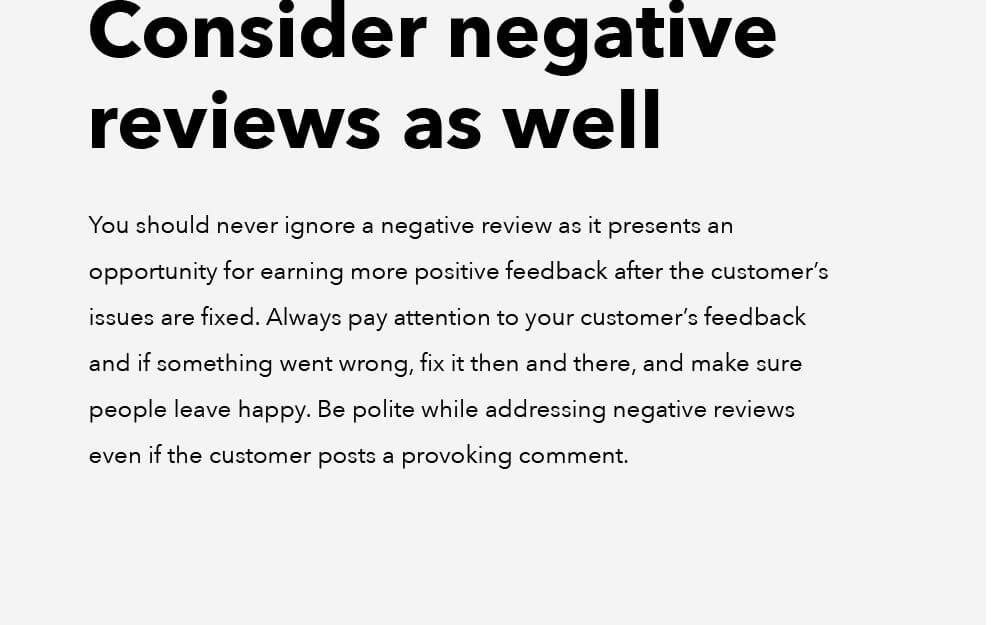 Consider negative
reviews as well
You should never ignore a negative review as it presents an
opportunity for earning more positive feedback after the customer’s
issues are fixed. Always pay attention to your customer’s feedback
and if something went wrong, fix it then and there, and make sure
people leave happy. Be polite while addressing negative reviews
even if the customer posts a provoking comment.